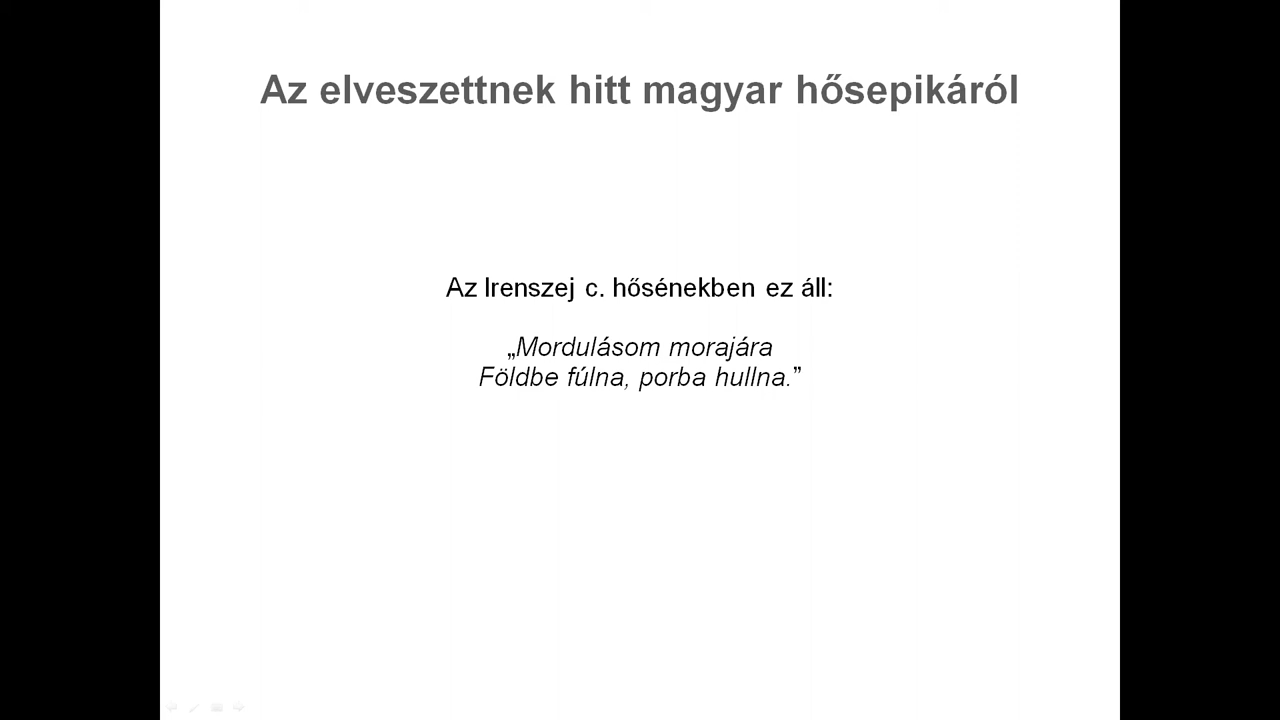 Az elveszettnek hitt magyar hősepikáról
Az Irenszej c. hősénekben ez áll:
„Mordulásom morajára
Földbe fúlna, porba hullna.”